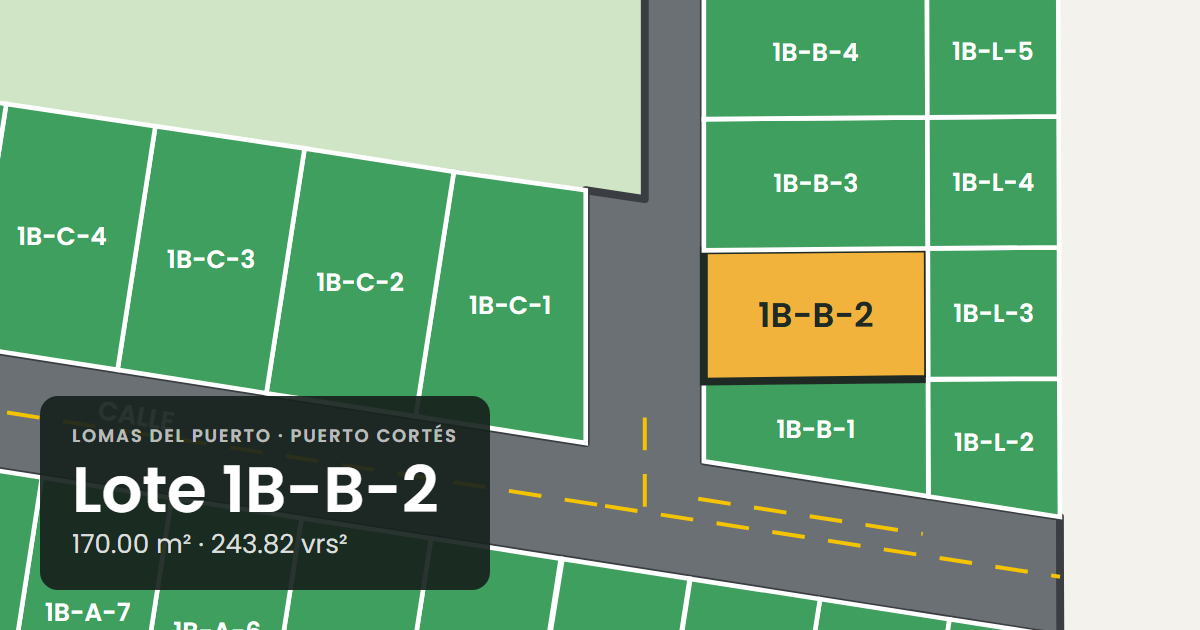 1B-B-4
1B-L-5
1B-B-3
1B-L-4
1B-C-4
1B-C-3
1B-C-2
1B-C-1
1B-B-2
1B-L-3
CALLE
1B-B-1
1B-L-2
LOMAS DEL PUERTO · PUERTO CORTÉS
Lote 1B-B-2
170.00 m² · 243.82 vrs²
1B-A-7
1B-A-6